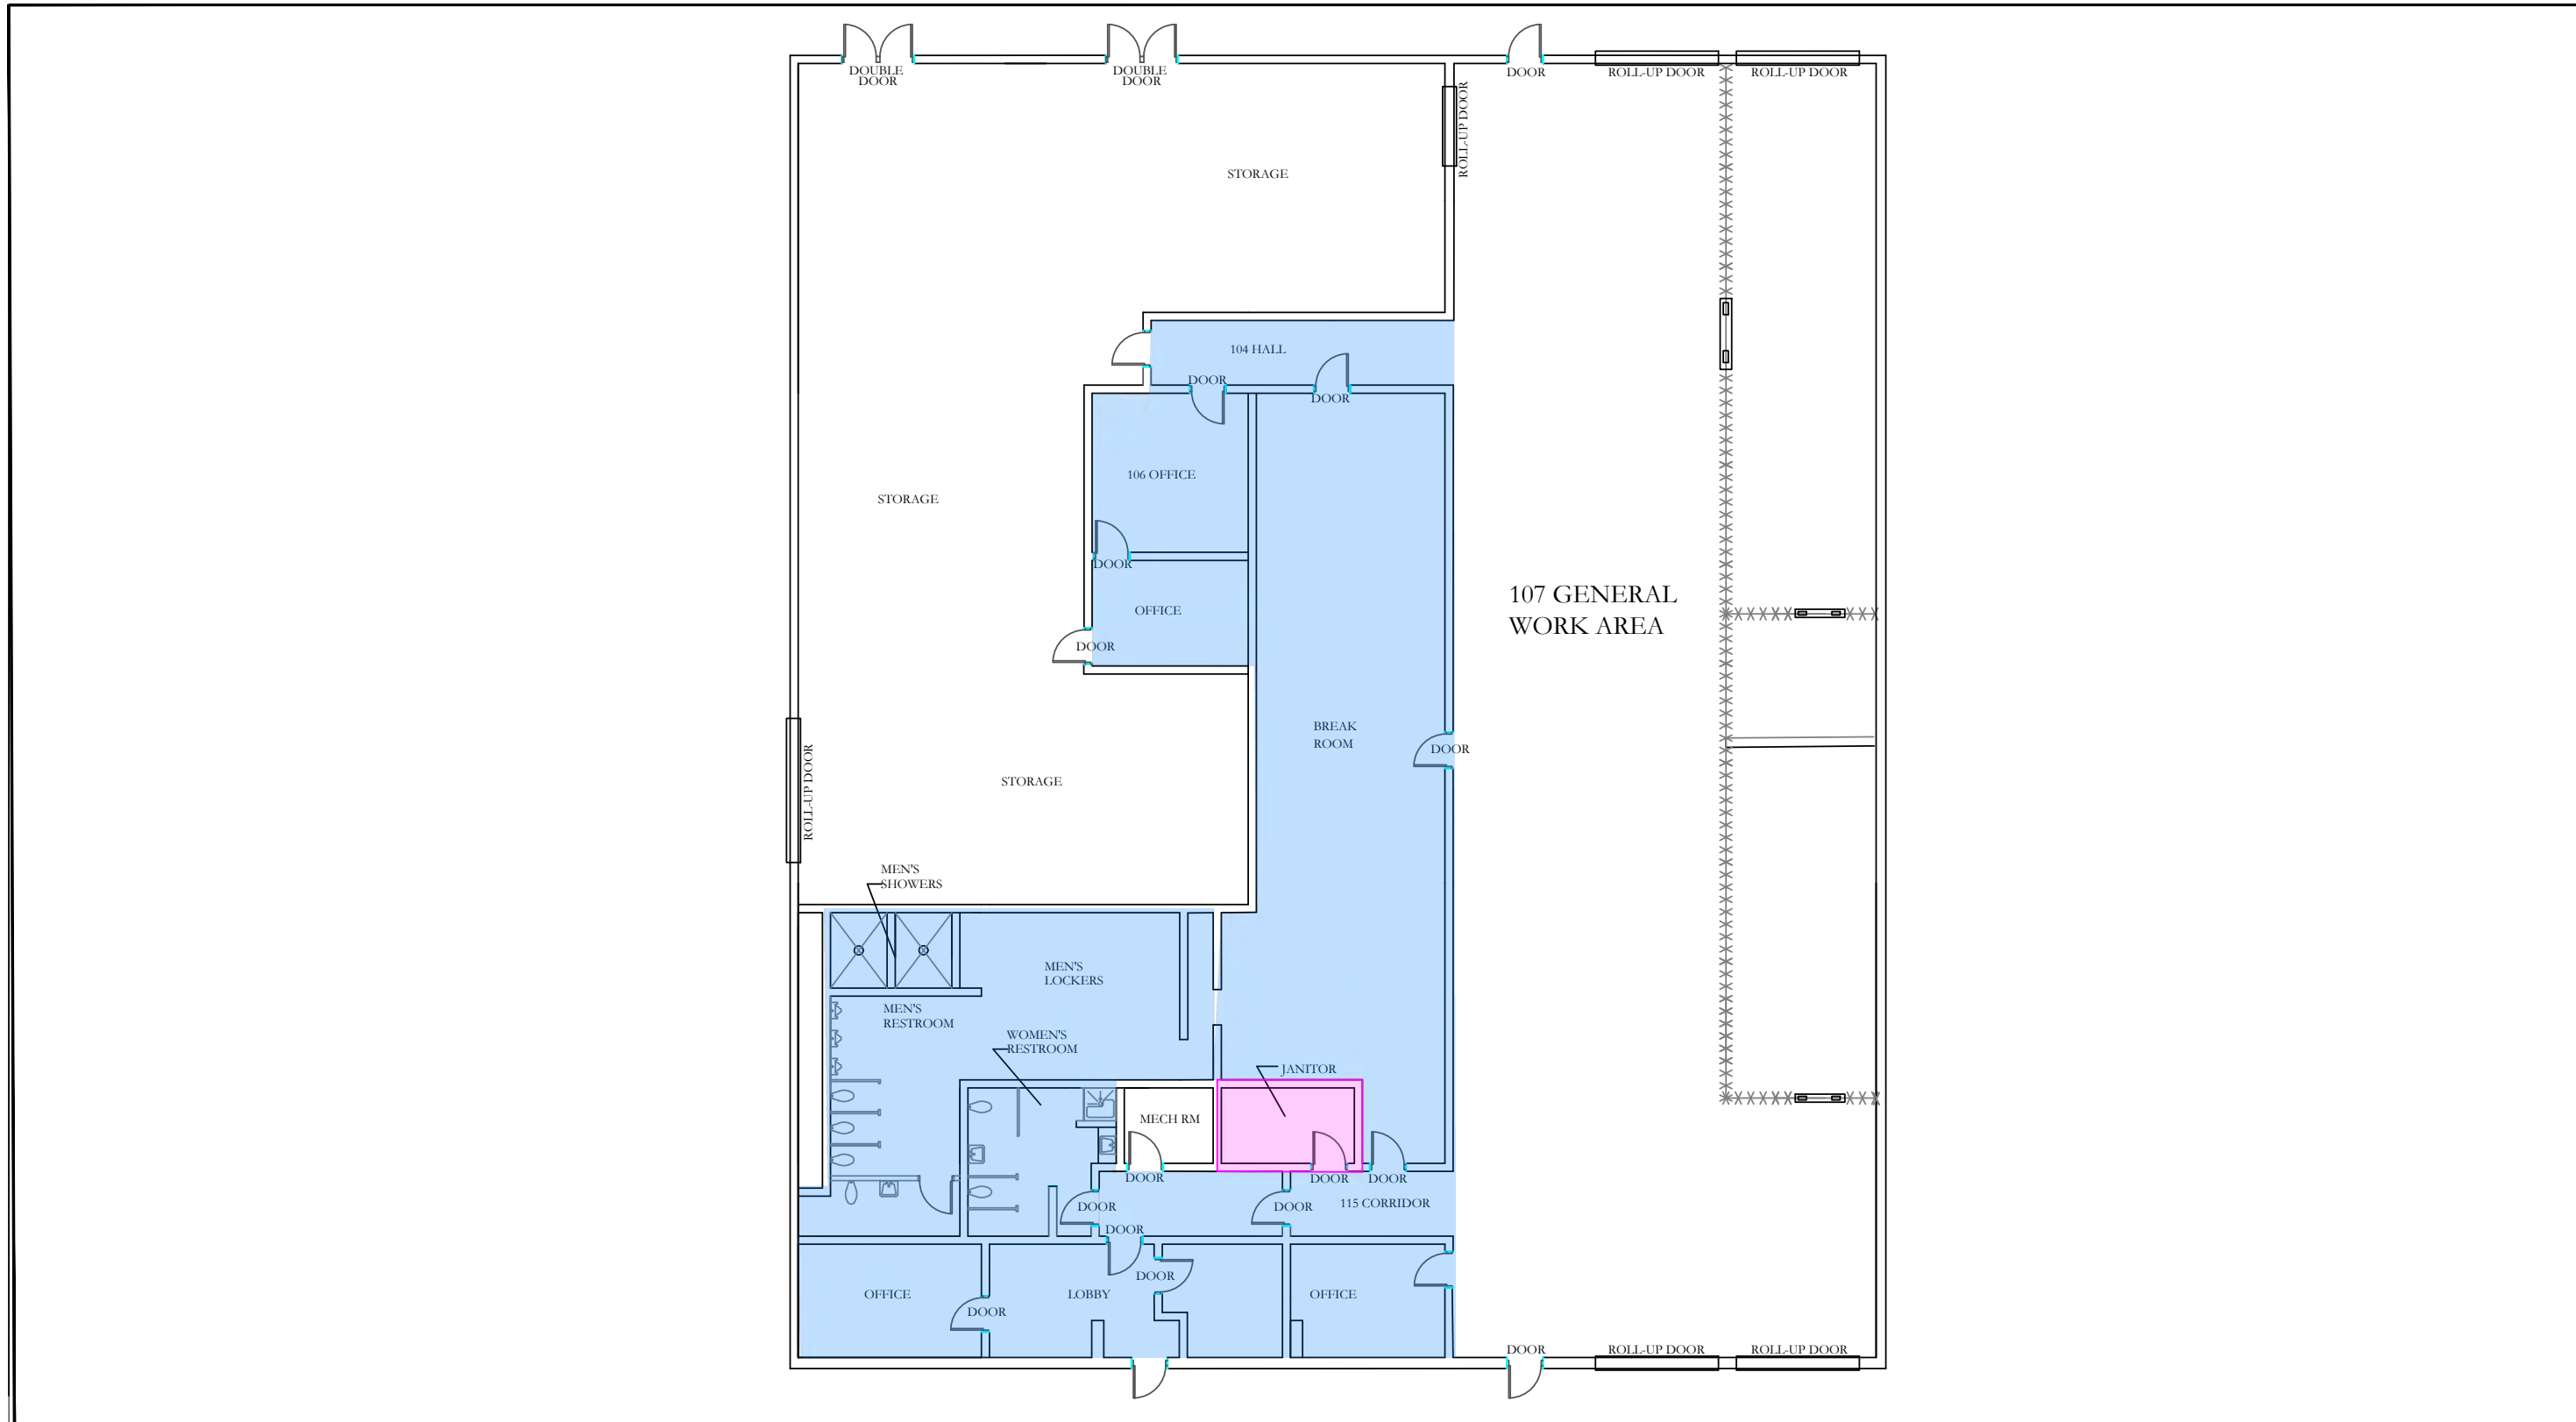 DOUBLE
DOOR
DOUBLE
DOOR
DOOR
ROLL-UP DOOR
ROLL-UP DOOR
ROLL-UP DOOR
STORAGE
104 HALL
DOOR
DOOR
106 OFFICE
STORAGE
DOOR
107 GENERAL
WORK AREA
OFFICE
DOOR
BREAK
ROOM
DOOR
STORAGE
ROLL-UP DOOR
MEN'S
SHOWERS
MEN'S
LOCKERS
MEN'S
RESTROOM
WOMEN'S
RESTROOM
JANITOR
MECH RM
DOOR
DOOR
DOOR
DOOR
DOOR
115 CORRIDOR
DOOR
DOOR
OFFICE
LOBBY
OFFICE
DOOR
DOOR
ROLL-UP DOOR
ROLL-UP DOOR